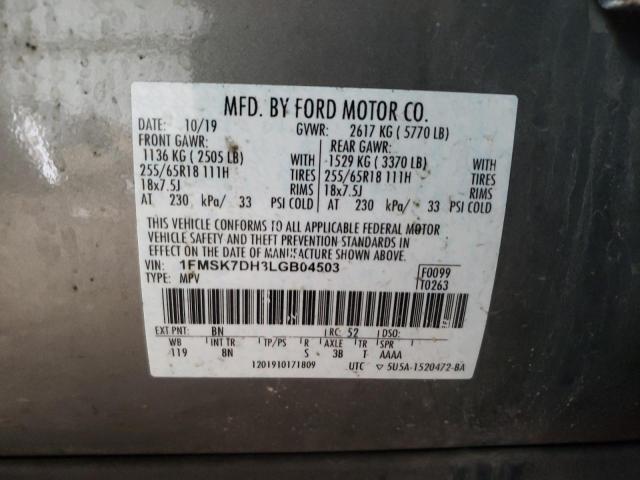 MFD. BY FORD MOTOR CO.
DATE: 10/19 GVWR: 2617 KG ( 5770 LB)
FRONT GAWR: REAR GAWR:
1136 KG ( 2505 LB) WITH 1529 KG ( 3370 LB) WITH
255/65R18 111H TIRES 255/65R18 111H TIRES
18x7.5J RIMS 18x7.5J RIMS
AT 230 kPa/ 33 PSI COLD AT 230 kPa/ 33 PSI COLD
THIS VEHICLE CONFORMS TO ALL APPLICABLE FEDERAL MOTOR
VEHICLE SAFETY AND THEFT PREVENTION STANDARDS IN
EFFECT ON THE DATE OF MANUFACTURE SHOWN ABOVE.
VIN: 1FMSK7DH3LGB04503 F0099
TYPE: MPV T0263
EXT PNT: BN RC: 52 DSO:
WB INT TR TP/PS R AXLE TR SPR
119 8N S 3B T AAAA
1201910171809 UTC ▽ 5U5A-1520472-BA